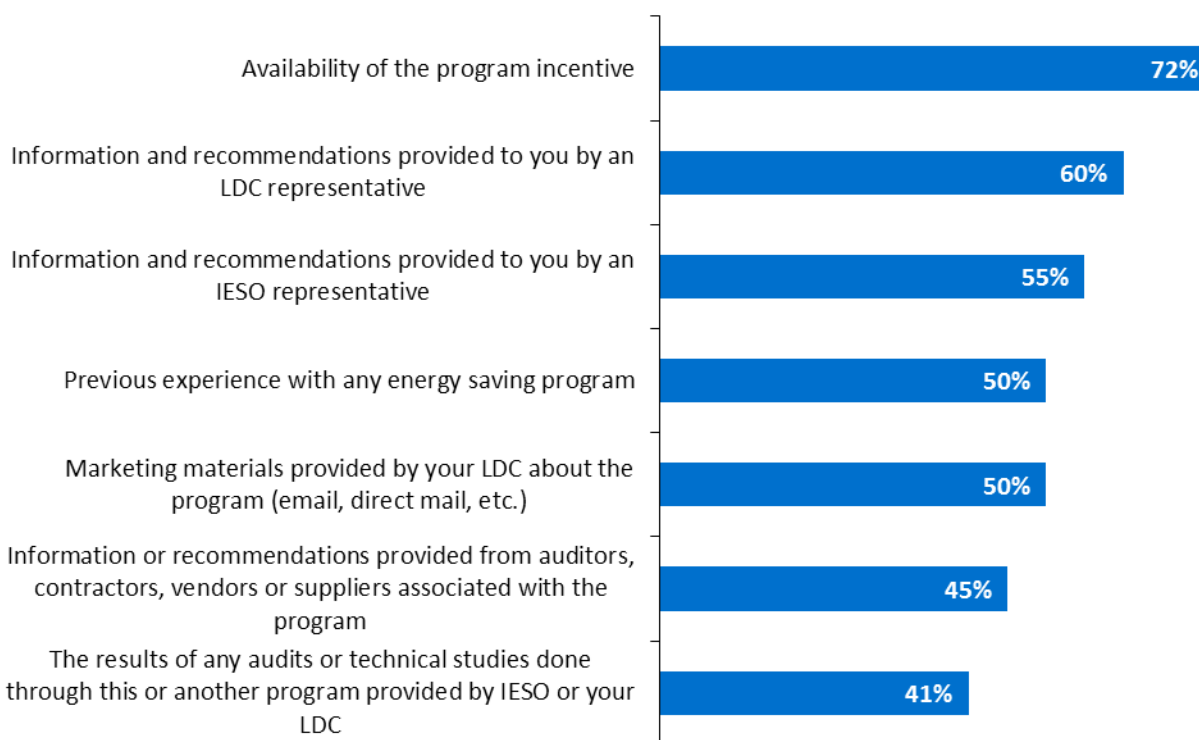 Availability of the program incentive
72%
Information and recommendations provided to you by an
LDC representative
60%
Information and recommendations provided to you by an
IESO representative
55%
Previous experience with any energy saving program
50%
Marketing materials provided by your LDC about the
program (email, direct mail, etc.)
50%
Information or recommendations provided from auditors,
contractors, vendors or suppliers associated with the
program
45%
The results of any audits or technical studies done
through this or another program provided by IESO or your
LDC
41%